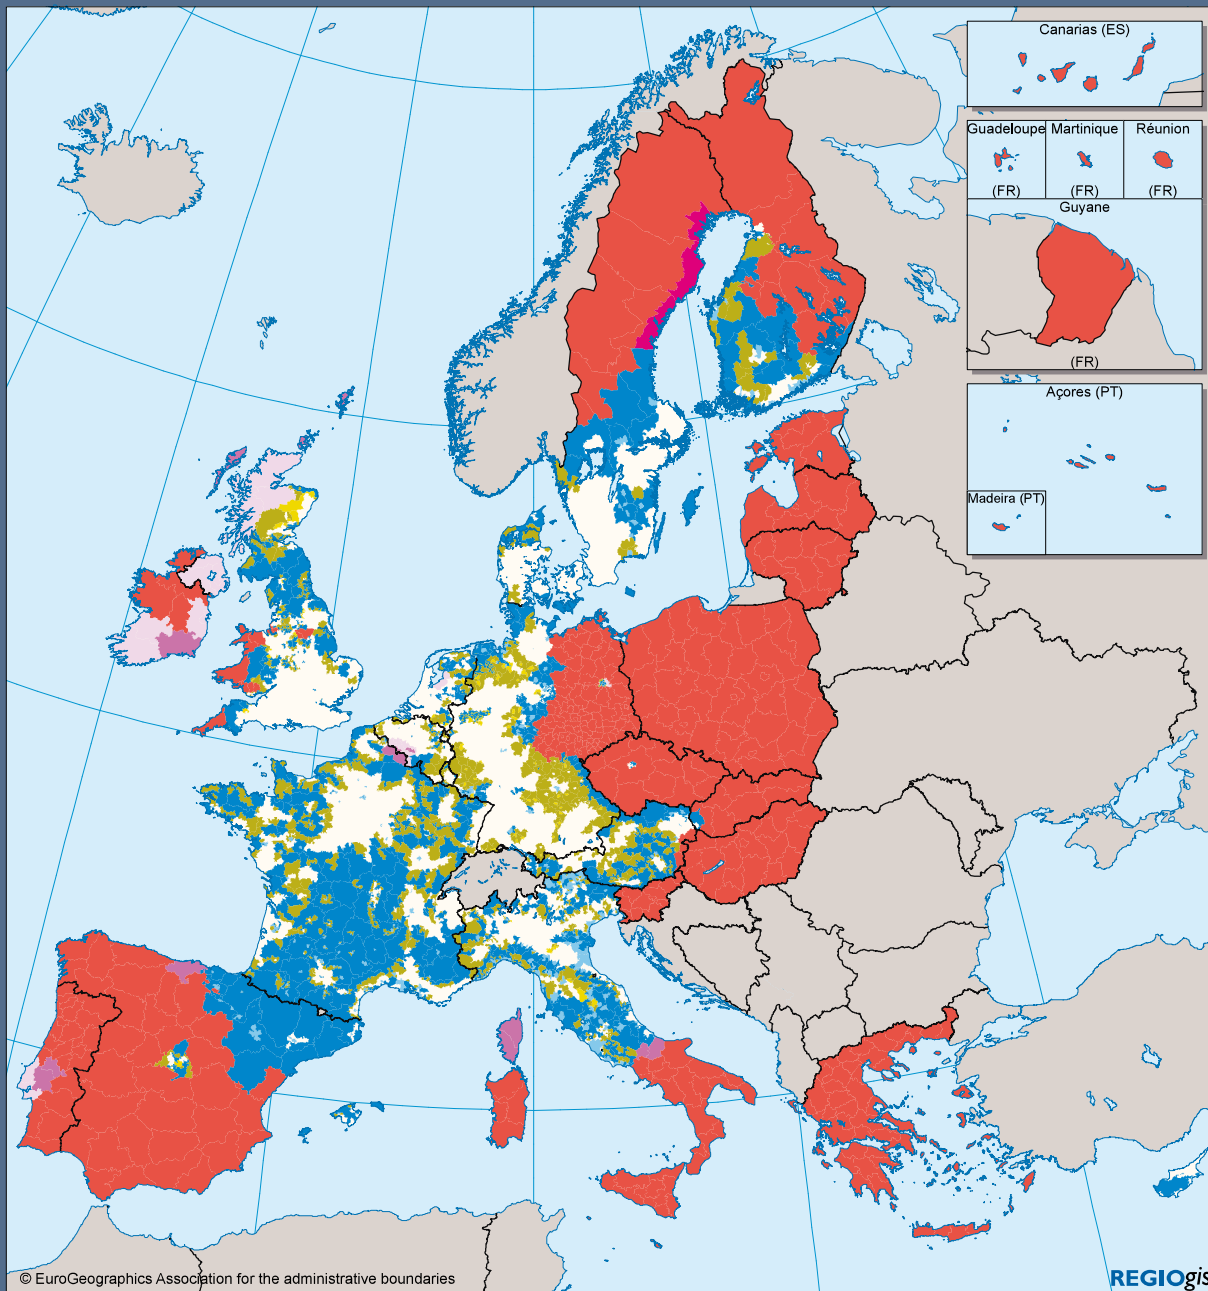 Canarias (ES)
Guadeloupe
Martinique
Réunion
(FR)
(FR)
(FR)
Guyane
(FR)
Açores (PT)
Madeira (PT)
© EuroGeographics Association for the administrative boundaries
REGIOgis